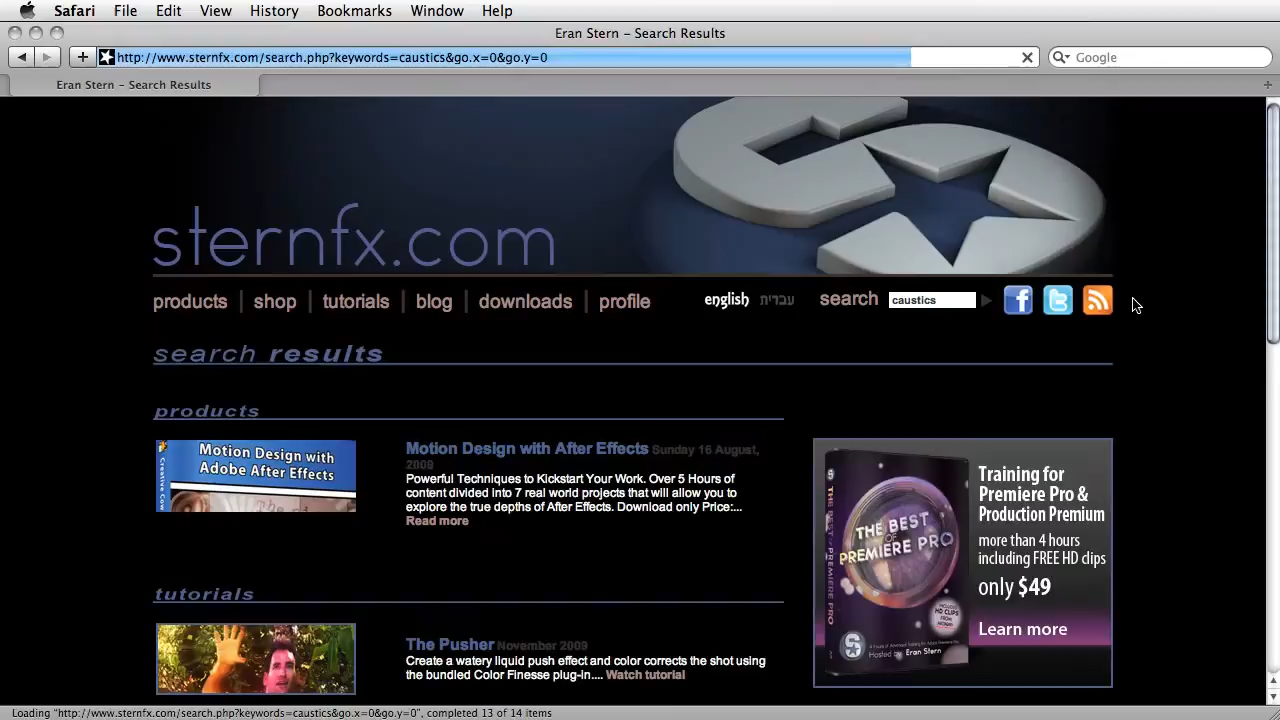 Safari File Edit View History Bookmarks Window Help
Eran Stern – Search Results
http://www.sternfx.com/search.php?keywords=caustics&go.x=0&go.y=0
Google
Eran Stern – Search Results
sternfx.com
products | shop | tutorials | blog | downloads | profile
english עברית
search caustics
search results
products
Motion Design with
Adobe After Effects
Motion Design with After Effects Sunday 16 August,
2009
Powerful Techniques to Kickstart Your Work. Over 5 Hours of
content divided into 7 real world projects that will allow you to
explore the true depths of After Effects. Download only Price:...
Read more
THE BEST
OF
PREMIERE PRO
Hosted by Eran Stern
Training for
Premiere Pro &
Production Premium
more than 4 hours
including FREE HD clips
only $49
Learn more
tutorials
The Pusher November 2009
Create a watery liquid push effect and color corrects the shot using
the bundled Color Finesse plug-in.... Watch tutorial
Loading "http://www.sternfx.com/search.php?keywords=caustics&go.x=0&go.y=0", completed 13 of 14 items